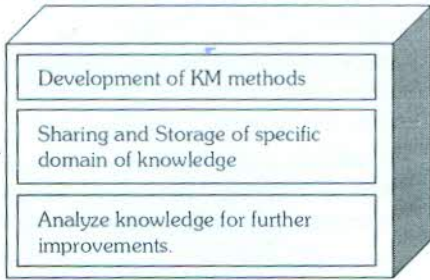 Development of KM methods
Sharing and Storage of specific
domain of knowledge
Analyze knowledge for further
improvements.